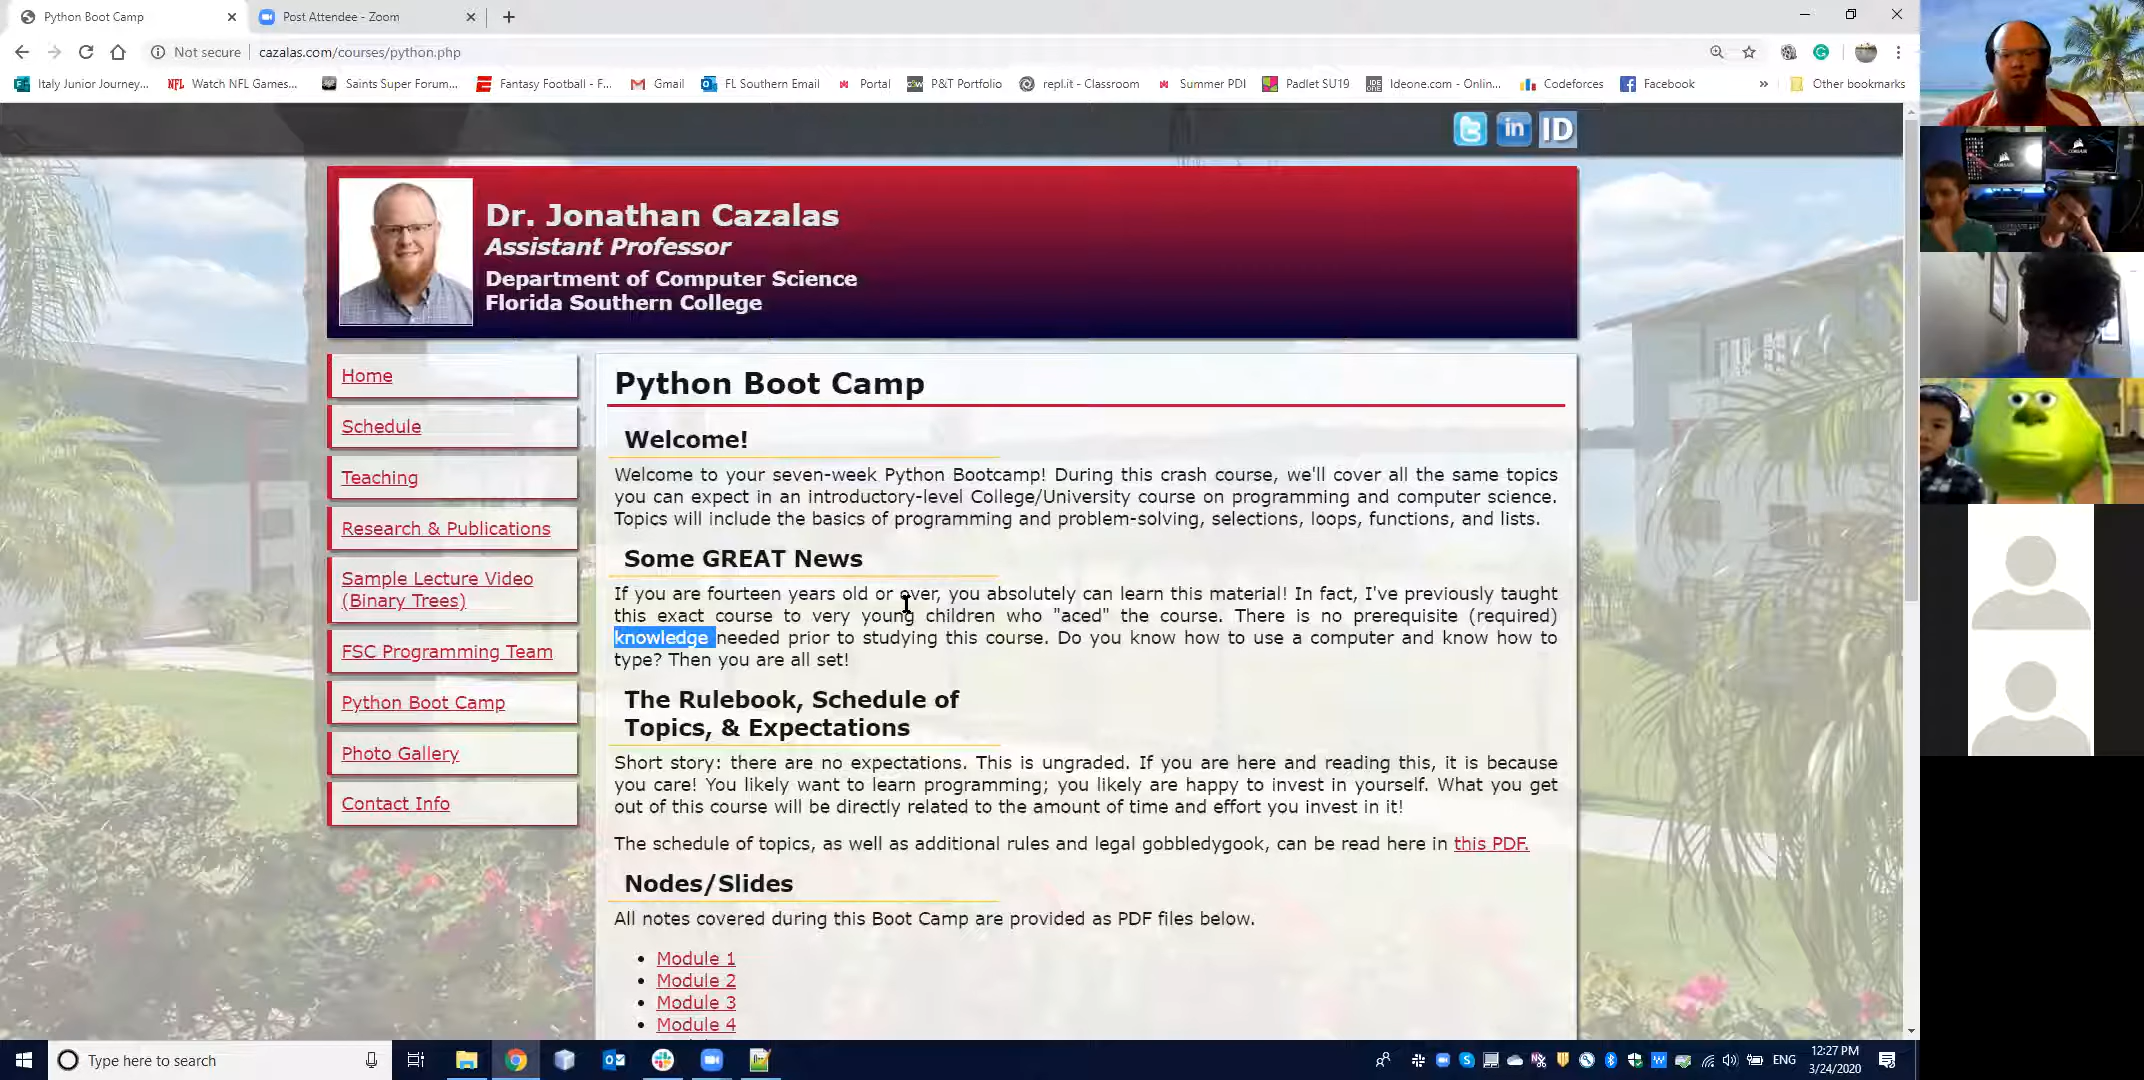 Python Boot Camp
Post Attendee - Zoom
Not secure
cazalas.com/courses/python.php
Italy Junior Journey...
Watch NFL Games...
Saints Super Forum...
Fantasy Football - F...
Gmail
FL Southern Email
Portal
P&T Portfolio
repl.it - Classroom
Summer PDI
Padlet SU19
Ideone.com - Onlin...
Codeforces
Facebook
»
Other bookmarks
ID
Dr. Jonathan Cazalas
Assistant Professor
Department of Computer Science
Florida Southern College
Home
Schedule
Teaching
Research & Publications
Sample Lecture Video
(Binary Trees)
FSC Programming Team
Python Boot Camp
Photo Gallery
Contact Info
Python Boot Camp
Welcome!
Welcome to your seven-week Python Bootcamp! During this crash course, we'll cover all the same topics
you can expect in an introductory-level College/University course on programming and computer science.
Topics will include the basics of programming and problem-solving, selections, loops, functions, and lists.
Some GREAT News
If you are fourteen years old or over, you absolutely can learn this material! In fact, I've previously taught
this exact course to very young children who "aced" the course. There is no prerequisite (required)
knowledge needed prior to studying this course. Do you know how to use a computer and know how to
type? Then you are all set!
The Rulebook, Schedule of
Topics, & Expectations
Short story: there are no expectations. This is ungraded. If you are here and reading this, it is because
you care! You likely want to learn programming; you likely are happy to invest in yourself. What you get
out of this course will be directly related to the amount of time and effort you invest in it!
The schedule of topics, as well as additional rules and legal gobbledygook, can be read here in this PDF.
Nodes/Slides
All notes covered during this Boot Camp are provided as PDF files below.
Module 1
Module 2
Module 3
Module 4
Type here to search
ENG
12:27 PM
3/24/2020